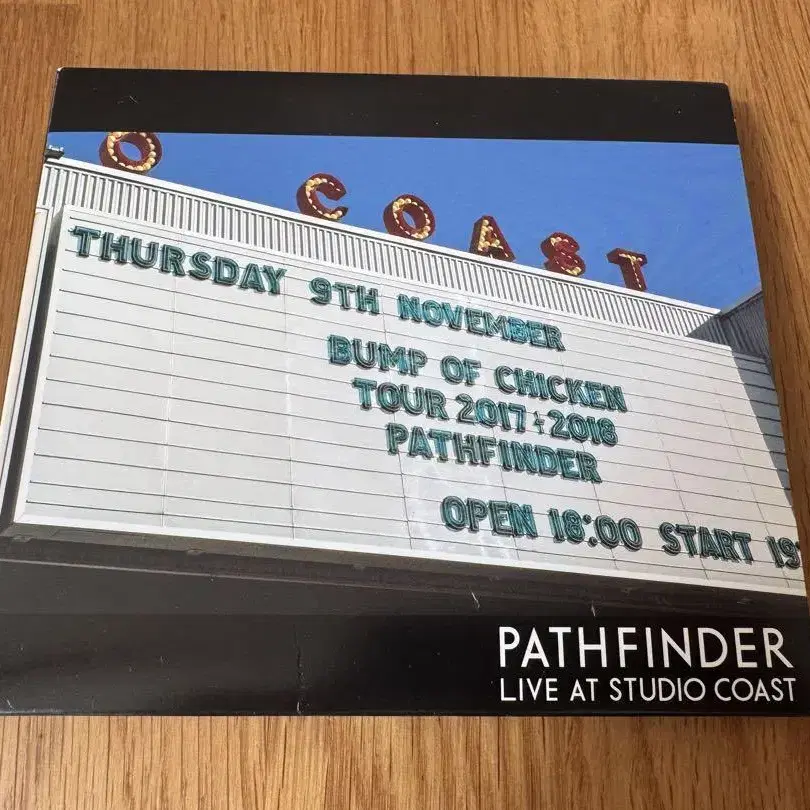 O COAST
THURSDAY 9TH NOVEMBER
BUMP OF CHICKEN
TOUR 2017-2018
PATHFINDER
OPEN 18:00 START 19
PATHFINDER
LIVE AT STUDIO COAST